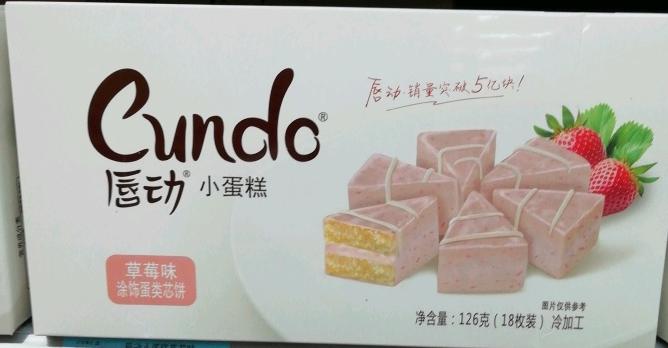 Cundo®
唇动® 小蛋糕
唇动·销量突破5亿块!
草莓味
涂饰蛋类芯饼
图片仅供参考
净含量:126克(18枚装) 冷加工